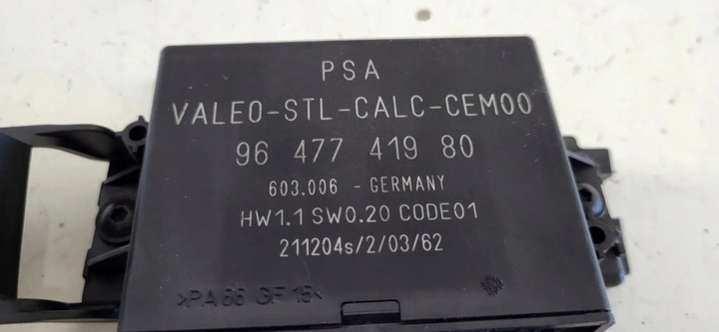 PSA
VALEO-STL-CALC-CEM00
96 477 419 80
603.006 - GERMANY
HW1.1 SW0.20 CODE01
211204s/2/03/62
>PA66 GF15<